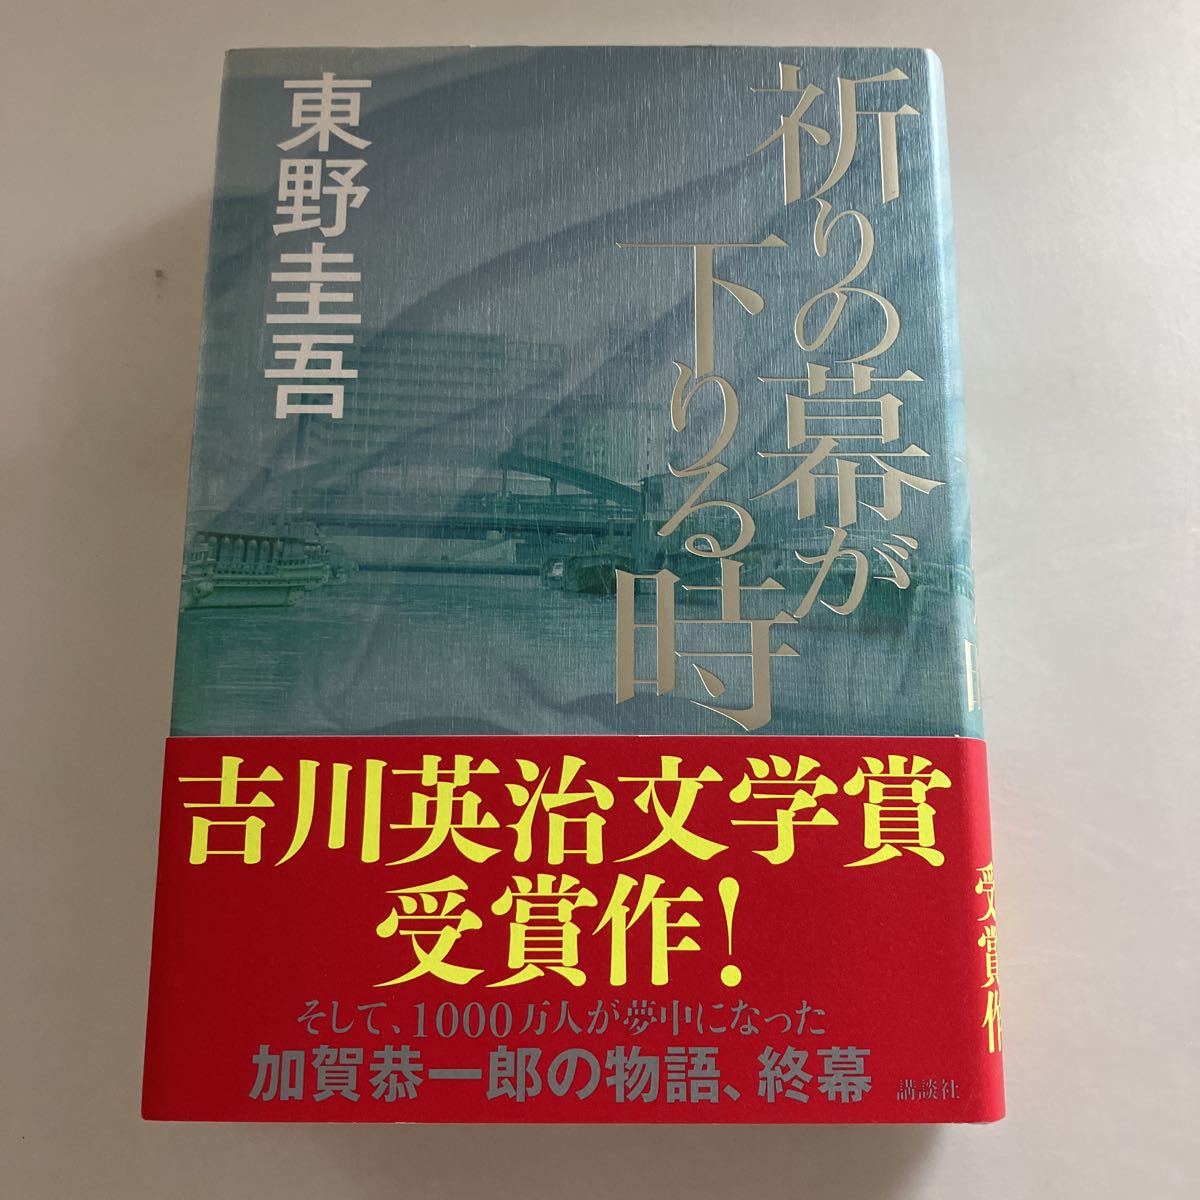 祈りの幕が
下りる時
東野圭吾
吉川英治文学賞
受賞作!
そして、1000万人が夢中になった
加賀恭一郎の物語、終幕
講談社
受賞作